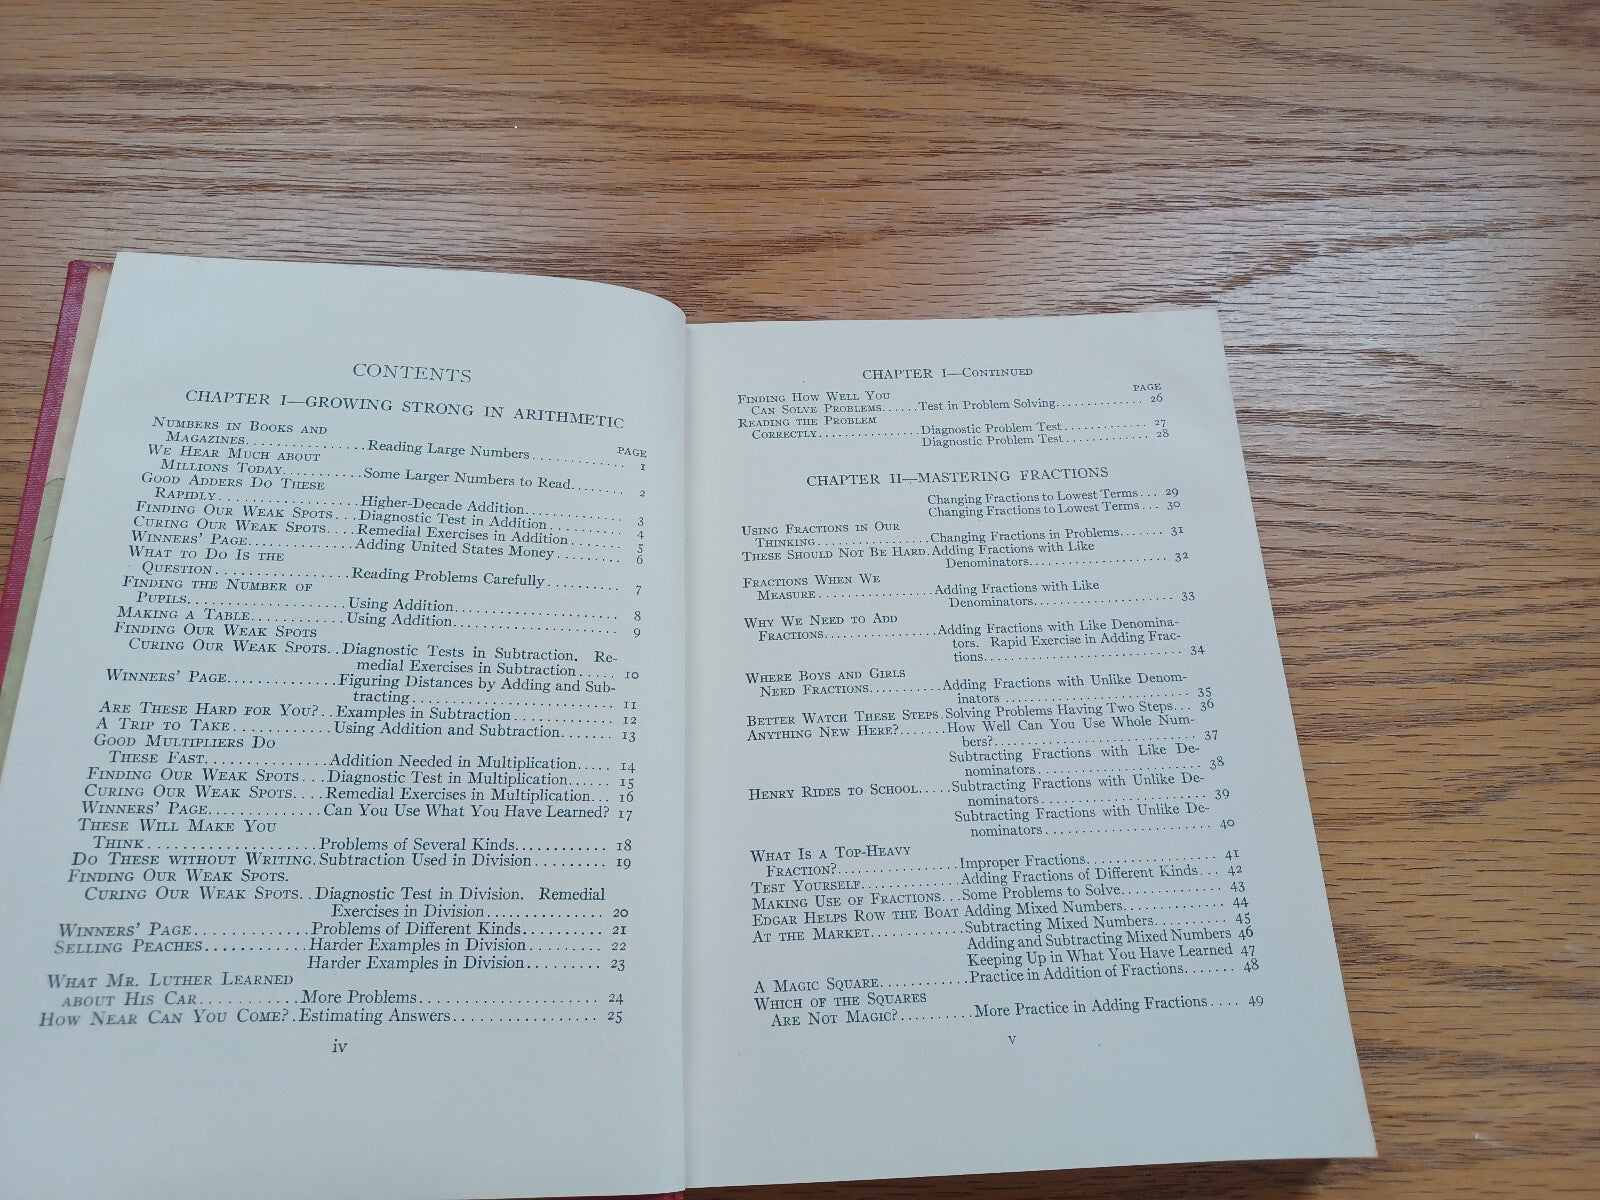 CONTENTS
CHAPTER I—GROWING STRONG IN ARITHMETIC
PAGE
NUMBERS IN BOOKS AND
MAGAZINES..............Reading Large Numbers............ 1
WE HEAR MUCH ABOUT
MILLIONS TODAY..........Some Larger Numbers to Read....... 2
GOOD ADDERS DO THESE
RAPIDLY.................Higher-Decade Addition............ 3
FINDING OUR WEAK SPOTS...Diagnostic Test in Addition......... 4
CURING OUR WEAK SPOTS....Remedial Exercises in Addition....... 5
WINNERS' PAGE............Adding United States Money......... 6
WHAT TO DO IS THE
QUESTION................Reading Problems Carefully......... 7
FINDING THE NUMBER OF
PUPILS..................Using Addition.................... 8
MAKING A TABLE...........Using Addition.................... 9
FINDING OUR WEAK SPOTS
CURING OUR WEAK SPOTS..Diagnostic Tests in Subtraction. Re-
medial Exercises in Subtraction..... 10
WINNERS' PAGE.............Figuring Distances by Adding and Sub-
tracting.......................... 11
ARE THESE HARD FOR YOU?..Examples in Subtraction............ 12
A TRIP TO TAKE............Using Addition and Subtraction...... 13
GOOD MULTIPLIERS DO
THESE FAST..............Addition Needed in Multiplication.... 14
FINDING OUR WEAK SPOTS...Diagnostic Test in Multiplication..... 15
CURING OUR WEAK SPOTS....Remedial Exercises in Multiplication... 16
WINNERS' PAGE.............Can You Use What You Have Learned? 17
THESE WILL MAKE YOU
THINK...................Problems of Several Kinds........... 18
DO THESE WITHOUT WRITING.Subtraction Used in Division......... 19
FINDING OUR WEAK SPOTS.
CURING OUR WEAK SPOTS..Diagnostic Test in Division. Remedial
Exercises in Division.............. 20
WINNERS' PAGE.............Problems of Different Kinds.......... 21
SELLING PEACHES...........Harder Examples in Division......... 22
Harder Examples in Division......... 23
WHAT MR. LUTHER LEARNED
ABOUT HIS CAR...........More Problems..................... 24
HOW NEAR CAN YOU COME?.Estimating Answers................. 25
iv
CHAPTER I—CONTINUED
PAGE
FINDING HOW WELL YOU
CAN SOLVE PROBLEMS......Test in Problem Solving............. 26
READING THE PROBLEM
CORRECTLY...............Diagnostic Problem Test............ 27
Diagnostic Problem Test............ 28
CHAPTER II—MASTERING FRACTIONS
Changing Fractions to Lowest Terms... 29
Changing Fractions to Lowest Terms... 30
USING FRACTIONS IN OUR
THINKING................Changing Fractions in Problems....... 31
THESE SHOULD NOT BE HARD.Adding Fractions with Like
Denominators..................... 32
FRACTIONS WHEN WE
MEASURE.................Adding Fractions with Like
Denominators..................... 33
WHY WE NEED TO ADD
FRACTIONS................Adding Fractions with Like Denomina-
tors. Rapid Exercise in Adding Frac-
tions............................ 34
WHERE BOYS AND GIRLS
NEED FRACTIONS..........Adding Fractions with Unlike Denom-
inators.......................... 35
BETTER WATCH THESE STEPS.Solving Problems Having Two Steps... 36
ANYTHING NEW HERE?.......How Well Can You Use Whole Num-
bers?............................ 37
Subtracting Fractions with Like De-
nominators....................... 38
HENRY RIDES TO SCHOOL.....Subtracting Fractions with Unlike De-
nominators....................... 39
Subtracting Fractions with Unlike De-
nominators....................... 40
WHAT IS A TOP-HEAVY
FRACTION?................Improper Fractions................. 41
TEST YOURSELF.............Adding Fractions of Different Kinds... 42
MAKING USE OF FRACTIONS...Some Problems to Solve............. 43
EDGAR HELPS ROW THE BOAT Adding Mixed Numbers............. 44
AT THE MARKET.............Subtracting Mixed Numbers.......... 45
Adding and Subtracting Mixed Numbers 46
Keeping Up in What You Have Learned 47
A MAGIC SQUARE............Practice in Addition of Fractions....... 48
WHICH OF THE SQUARES
ARE NOT MAGIC?..........More Practice in Adding Fractions.... 49
v